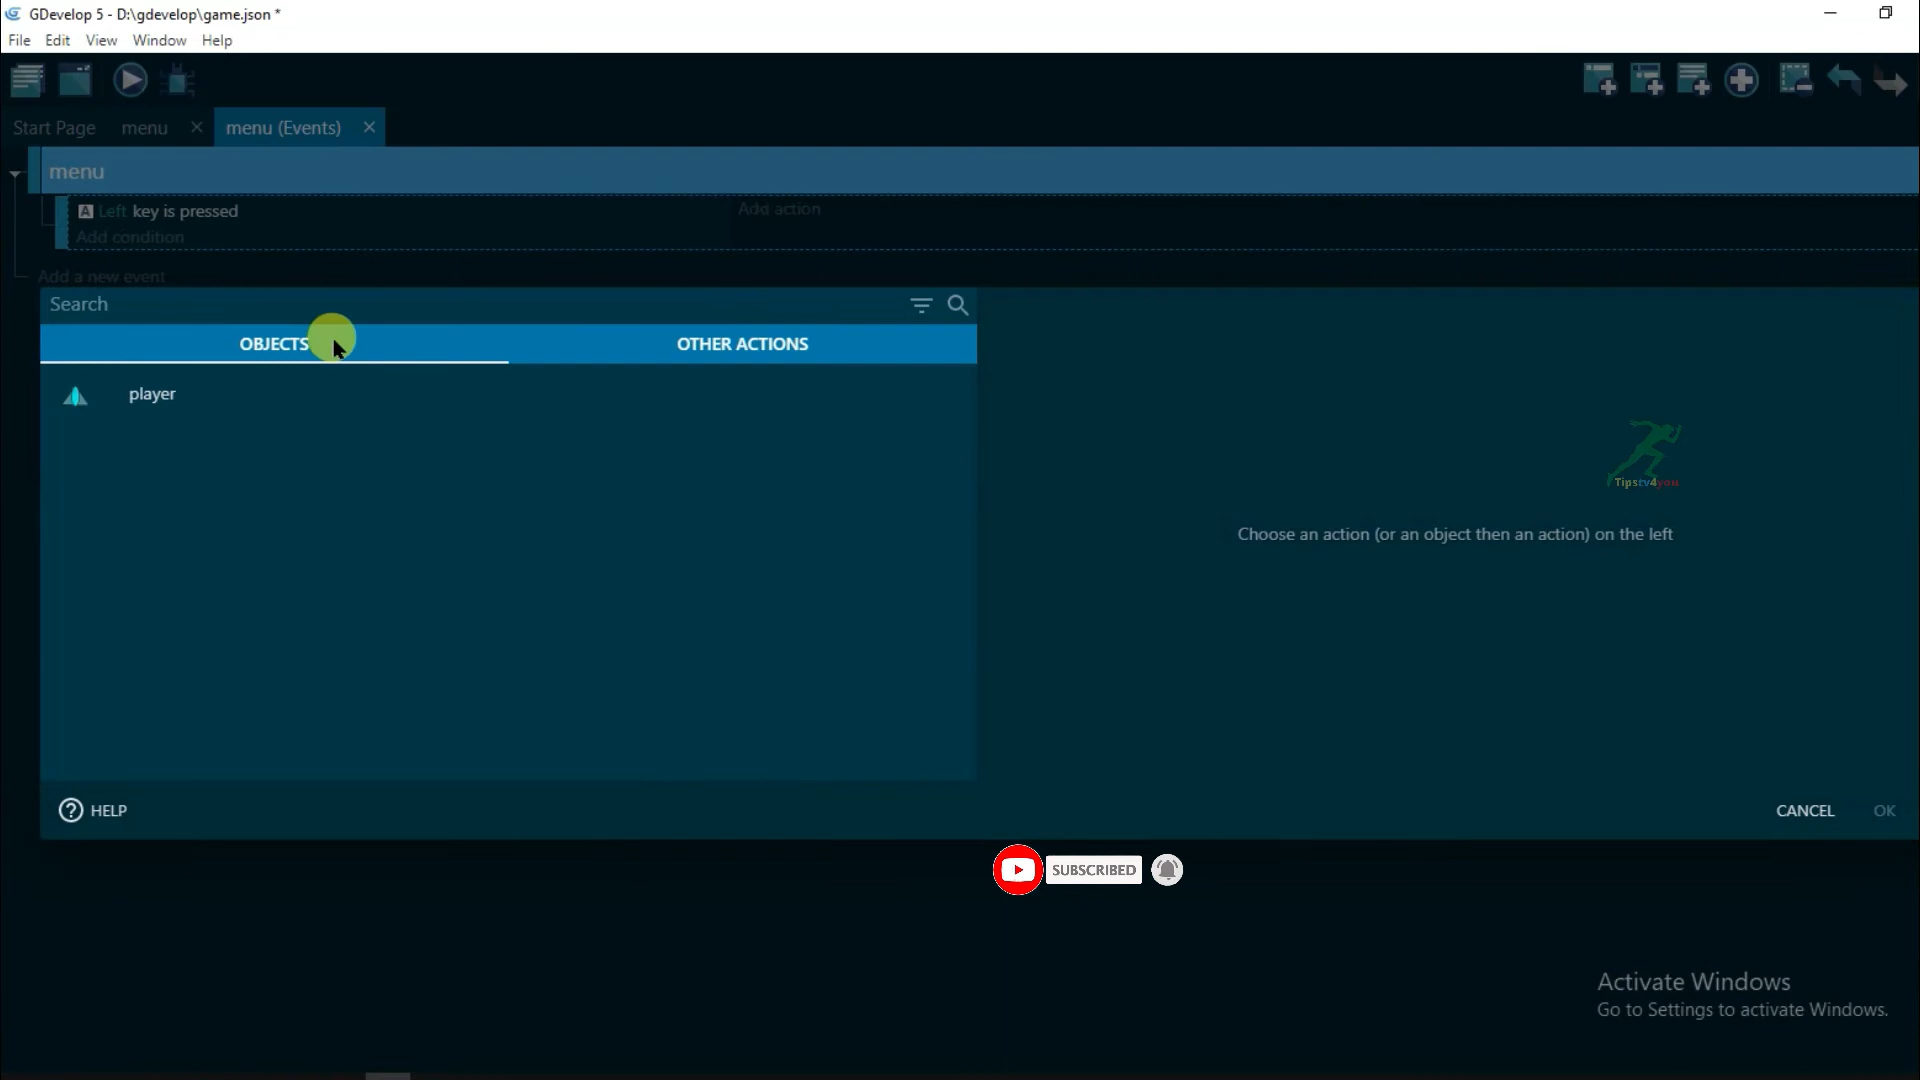 GDevelop 5 - D:\gdevelop\game.json *
File Edit View Window Help
Start Page menu menu (Events)
menu
A Left key is pressed
Add action
Add condition
Add a new event
Search
OBJECTS OTHER ACTIONS
player
Tipstv4you
Choose an action (or an object then an action) on the left
? HELP
CANCEL OK
SUBSCRIBED
Activate Windows
Go to Settings to activate Windows.